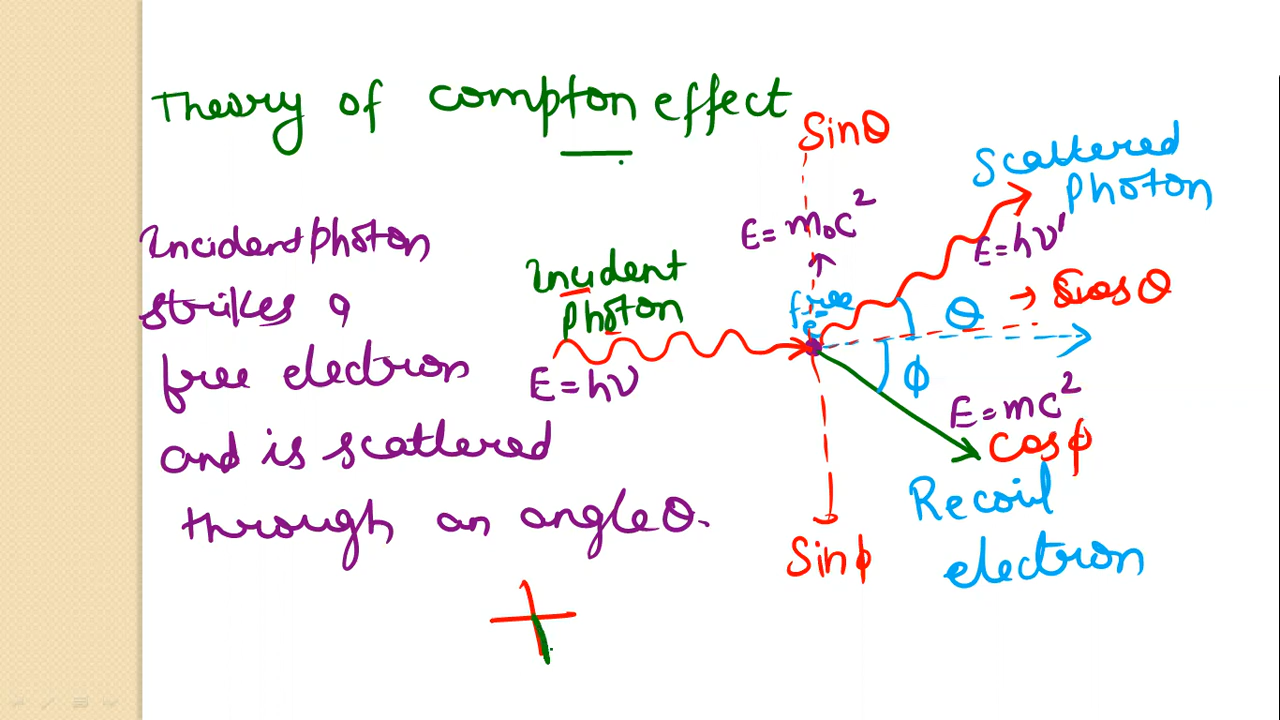 Theory of Compton effect
Incident photon
strikes a
free electron
and is scattered
through an angle θ.
Incident
photon
E = hν
Sinθ
E = m₀c²
free
e⁻
Scattered
photon
E = hν'
θ
→ Cosθ
ϕ
E = mc²
Cosϕ
Recoil
electron
Sinϕ